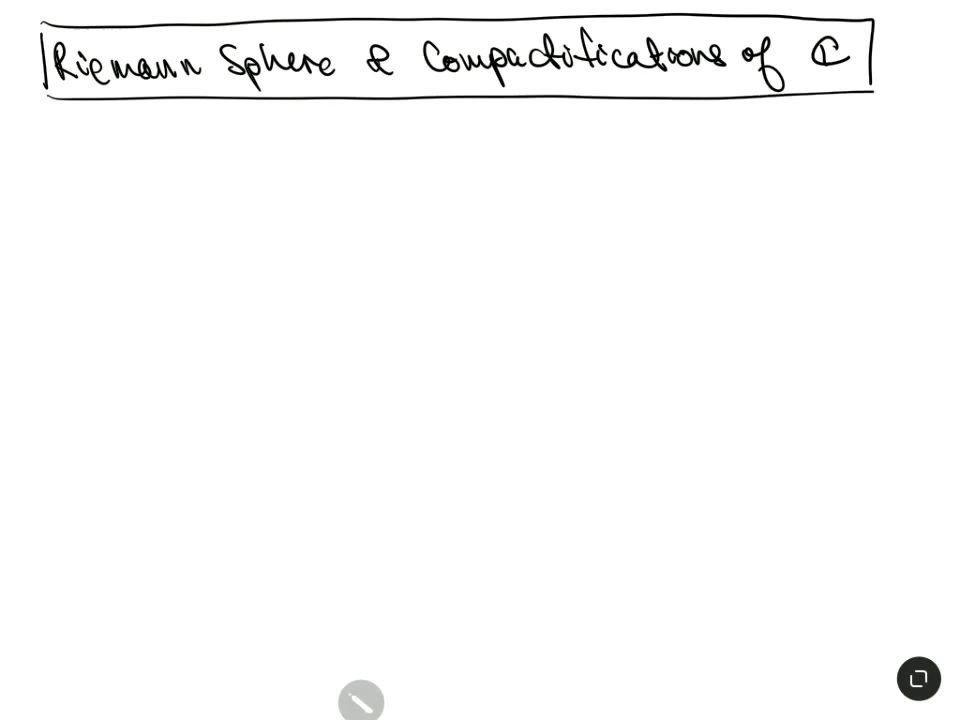 Riemann Sphere & Compactifications of ℂ